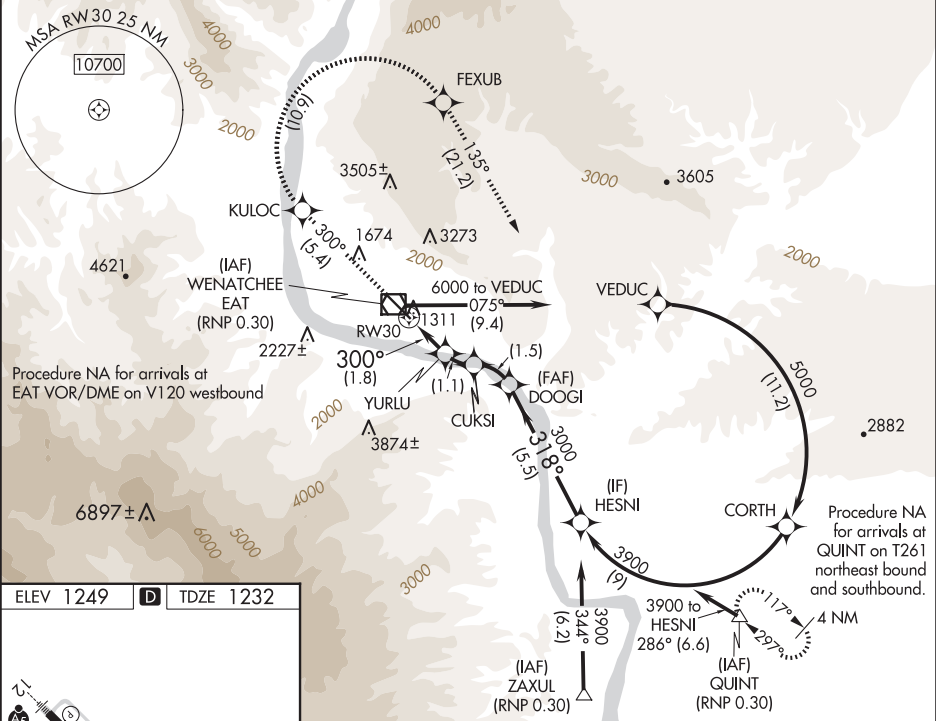 MSA RW30 25 NM
10700
4000
3000
2000
4000
FEXUB
(10.9)
135°
(21.2)
3505±
3000
3605
KULOC
300°
(5.4)
1674
3273
2000
4621
(IAF)
WENATCHEE
EAT
(RNP 0.30)
6000 to VEDUC
075°
(9.4)
VEDUC
2000
RW30
1311
2227±
300°
(1.8)
(1.1)
(1.5)
YURLU
CUKSI
(FAF)
DOOGI
5000
(11.2)
Procedure NA for arrivals at
EAT VOR/DME on V120 westbound
2000
3874±
3000
318°
(5.5)
2882
6897±
4000
5000
6000
3000
(IF)
HESNI
CORTH
Procedure NA
for arrivals at
QUINT on T261
northeast bound
and southbound.
3900
(9)
3900 to
HESNI
286° (6.6)
117°
297°
4 NM
3900
344°
(6.2)
(IAF)
ZAXUL
(RNP 0.30)
(IAF)
QUINT
(RNP 0.30)
ELEV 1249
D
TDZE 1232
12
A5
P